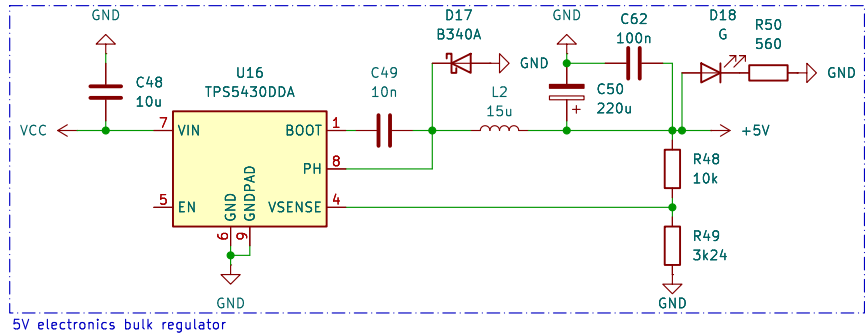 GND
D17
B340A
GND
C62
100n
D18
G
R50
560
U16
TPS5430DDA
C48
10u
C49
10n
GND
L2
15u
C50
220u
GND
VCC
7
VIN
BOOT
1
+5V
PH
8
R48
10k
5
EN
GND
GNDPAD
VSENSE
4
6
9
R49
3k24
GND
GND
5V electronics bulk regulator